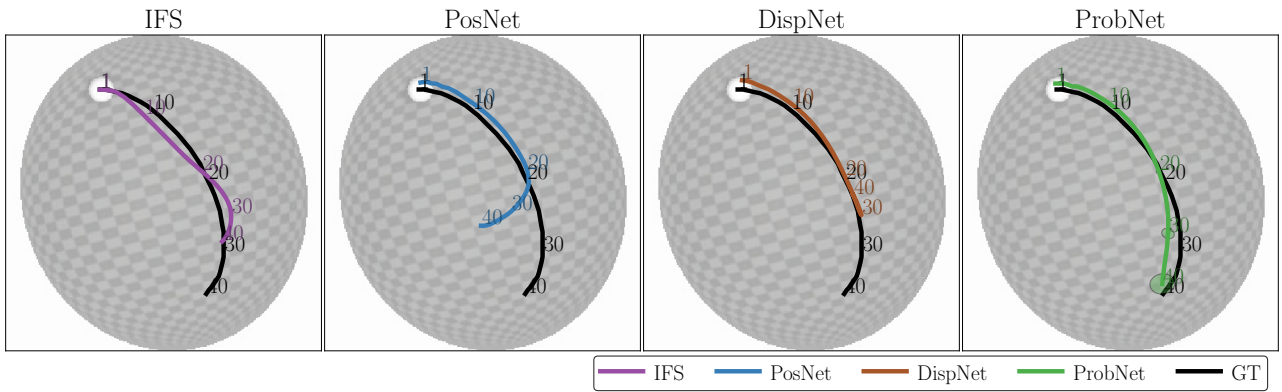 IFS PosNet DispNet ProbNet
1 10 10 20 20 30 30 40 40
1 1 10 10 20 20 30 30 40 40
1 1 10 10 20 20 30 30 40
1 1 10 10 20 20 30 30 40 40
IFS PosNet DispNet ProbNet GT